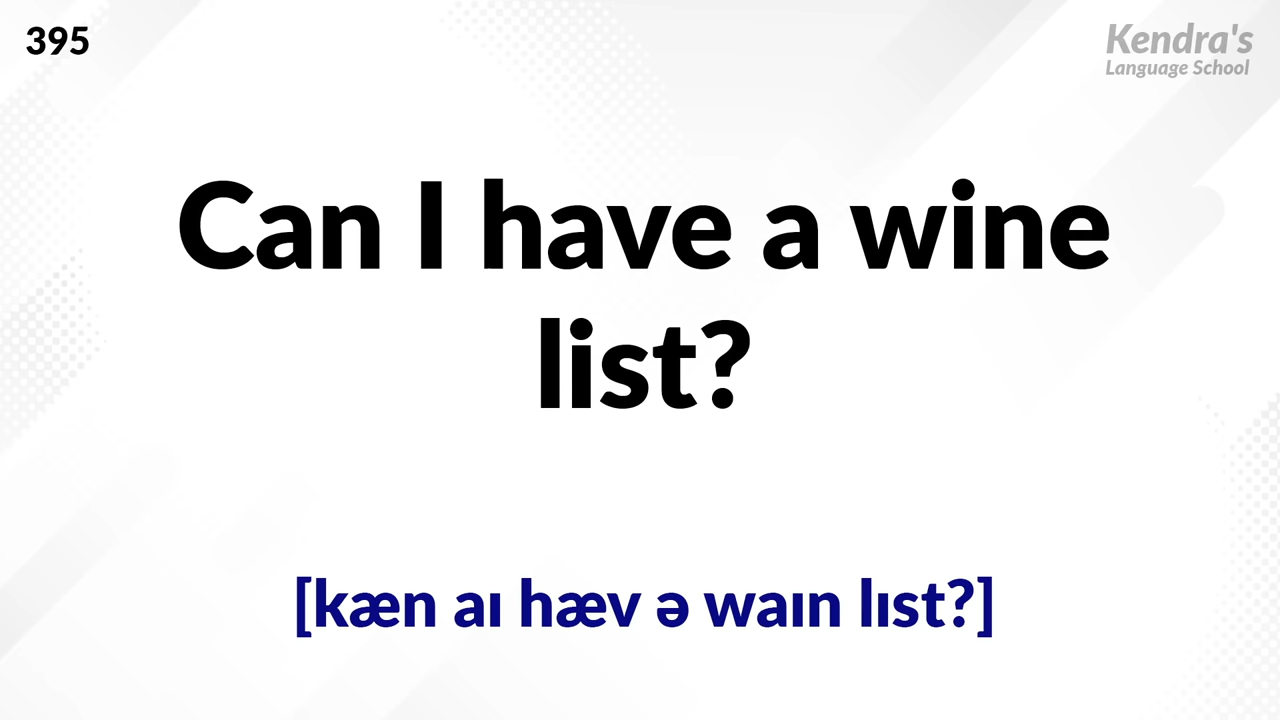 395
Kendra's
Language School
Can I have a wine
list?
[kæn aɪ hæv ə waɪn lɪst?]